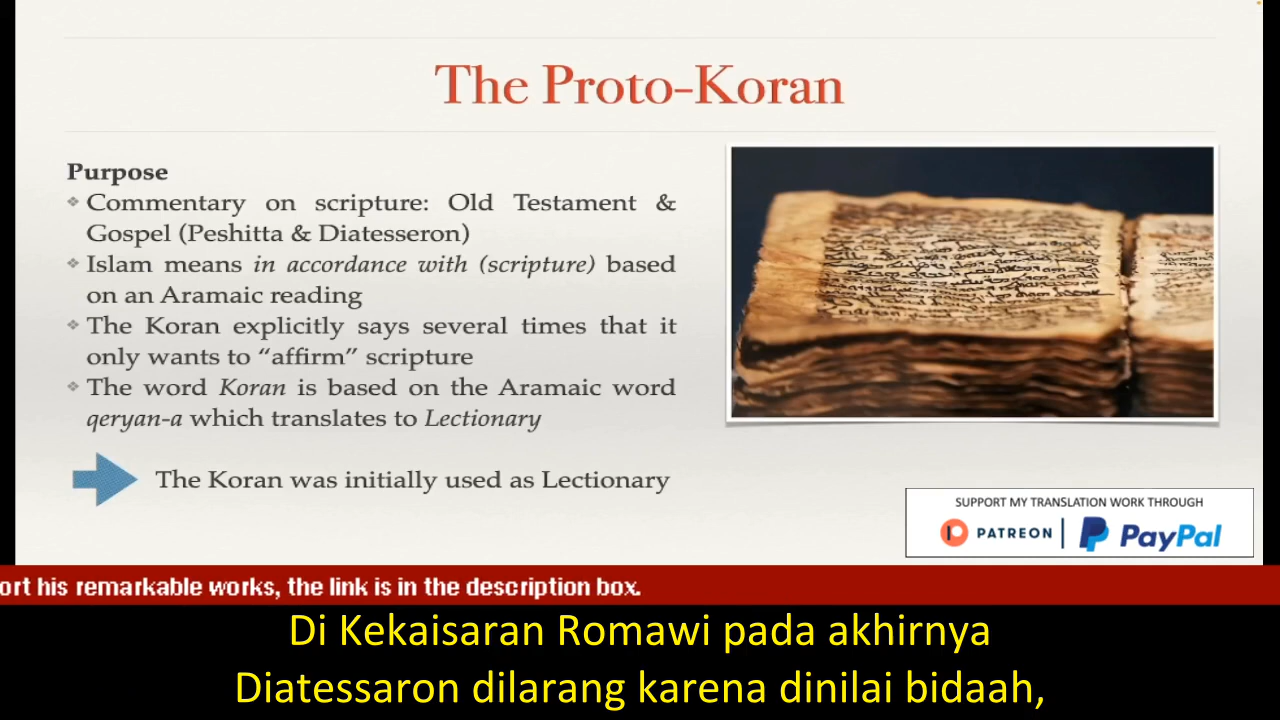 The Proto-Koran
Purpose
Commentary on scripture: Old Testament &
Gospel (Peshitta & Diatesseron)
Islam means in accordance with (scripture) based
on an Aramaic reading
The Koran explicitly says several times that it
only wants to “affirm” scripture
The word Koran is based on the Aramaic word
qeryan-a which translates to Lectionary
The Koran was initially used as Lectionary
SUPPORT MY TRANSLATION WORK THROUGH
PATREON | PayPal
ort his remarkable works, the link is in the description box.
Di Kekaisaran Romawi pada akhirnya
Diatessaron dilarang karena dinilai bidaah,